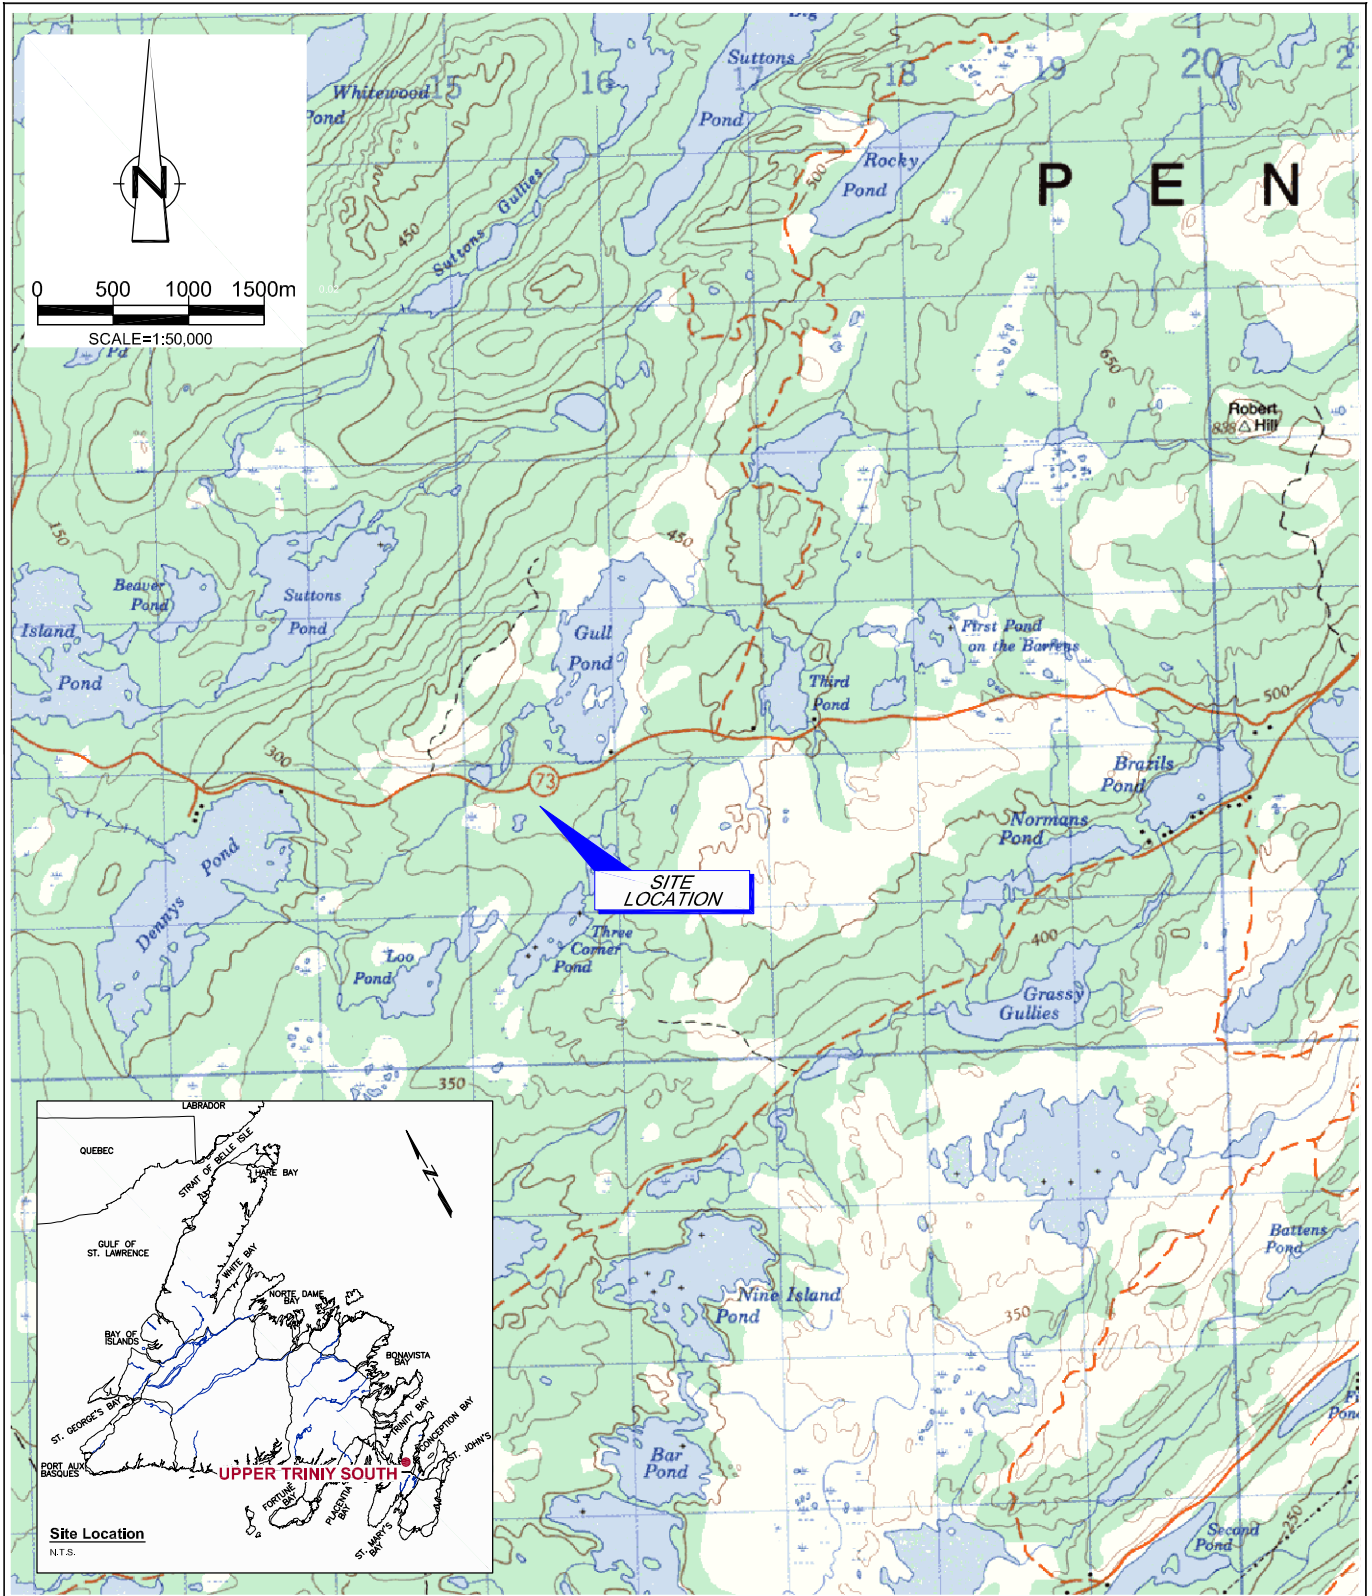 Big
Suttons
Pond
15
16
17
18
19
20
Whitewood
Pond
N
Rocky
Pond
500
P E N
Suttons Gullies
450
0 500 1000 1500m
SCALE=1:50,000
Pd
650
Robert
Hill
838
150
450
Beaver
Pond
Suttons
Pond
Island
Pond
Gull
Pond
First Pond
on the Barrens
Third
Pond
500
300
73
Brazils
Pond
Normans
Pond
SITE
LOCATION
Dennys Pond
Three
Corner
Pond
Loo
Pond
400
Grassy
Gullies
350
LABRADOR
QUEBEC
STRAIT OF BELLE ISLE
HARE BAY
N
GULF OF
ST. LAWRENCE
WHITE BAY
NORTE DAME
BAY
BAY OF
ISLANDS
BONAVISTA
BAY
ST. GEORGE'S BAY
TRINITY BAY
CONCEPTION BAY
ST. JOHN'S
PORT AUX
BASQUES
UPPER TRINIY SOUTH
FORTUNE
BAY
PLACENTIA
BAY
ST. MARY'S
BAY
Site Location
N.T.S.
Battens
Pond
Nine Island
Pond
350
Bar
Pond
Pond
Second
Pond
250